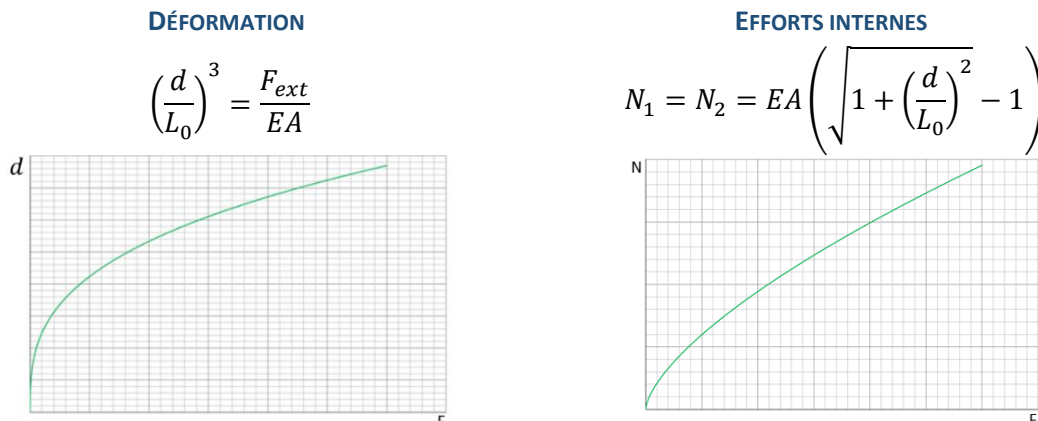 DÉFORMATION
(d/L₀)³ = F_ext/EA
d
EFFORTS INTERNES
N₁ = N₂ = EA(√(1 + (d/L₀)²) − 1)
N